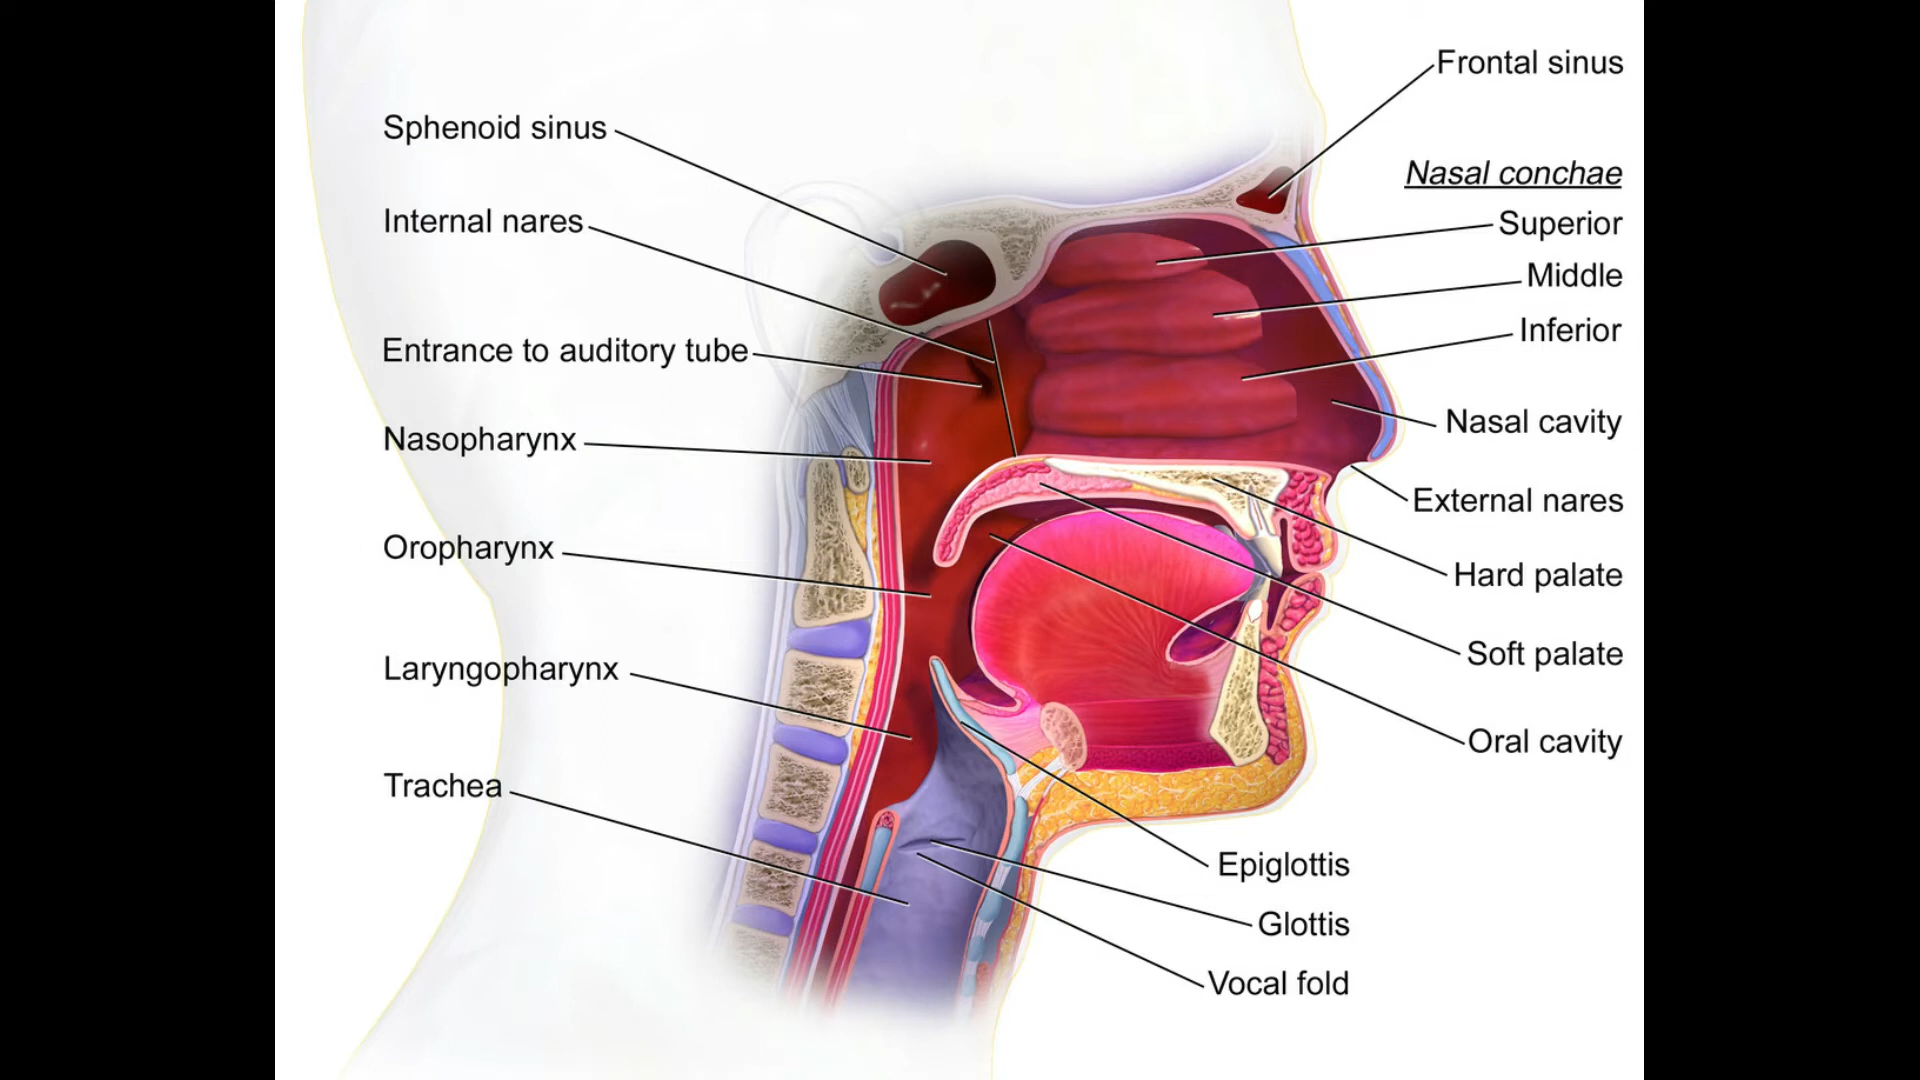 Sphenoid sinus
Internal nares
Entrance to auditory tube
Nasopharynx
Oropharynx
Laryngopharynx
Trachea
Frontal sinus
Nasal conchae
Superior
Middle
Inferior
Nasal cavity
External nares
Hard palate
Soft palate
Oral cavity
Epiglottis
Glottis
Vocal fold